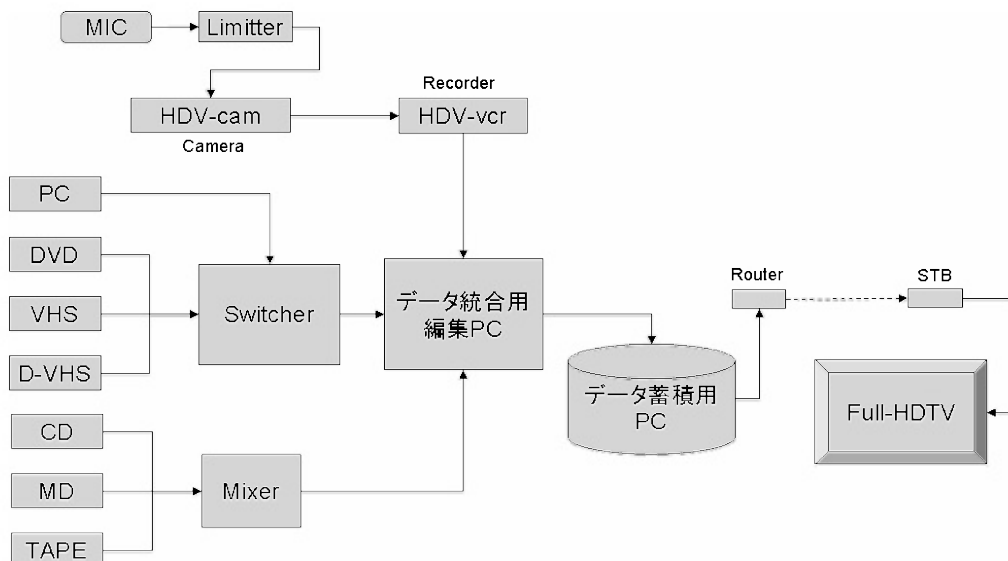 MIC
Limitter
Recorder
HDV-cam
HDV-vcr
Camera
PC
DVD
VHS
D-VHS
Switcher
データ統合用
編集PC
Router
STB
データ蓄積用
PC
Full-HDTV
CD
MD
TAPE
Mixer